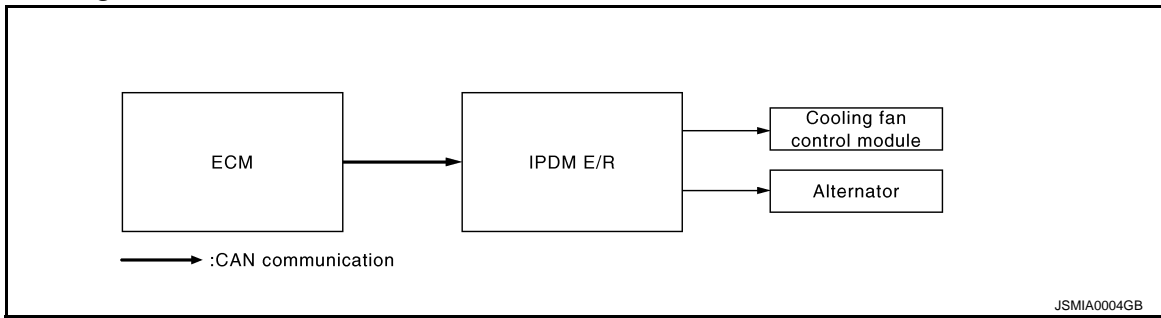 ECM
IPDM E/R
Cooling fan
control module
Alternator
:CAN communication
JSMIA0004GB